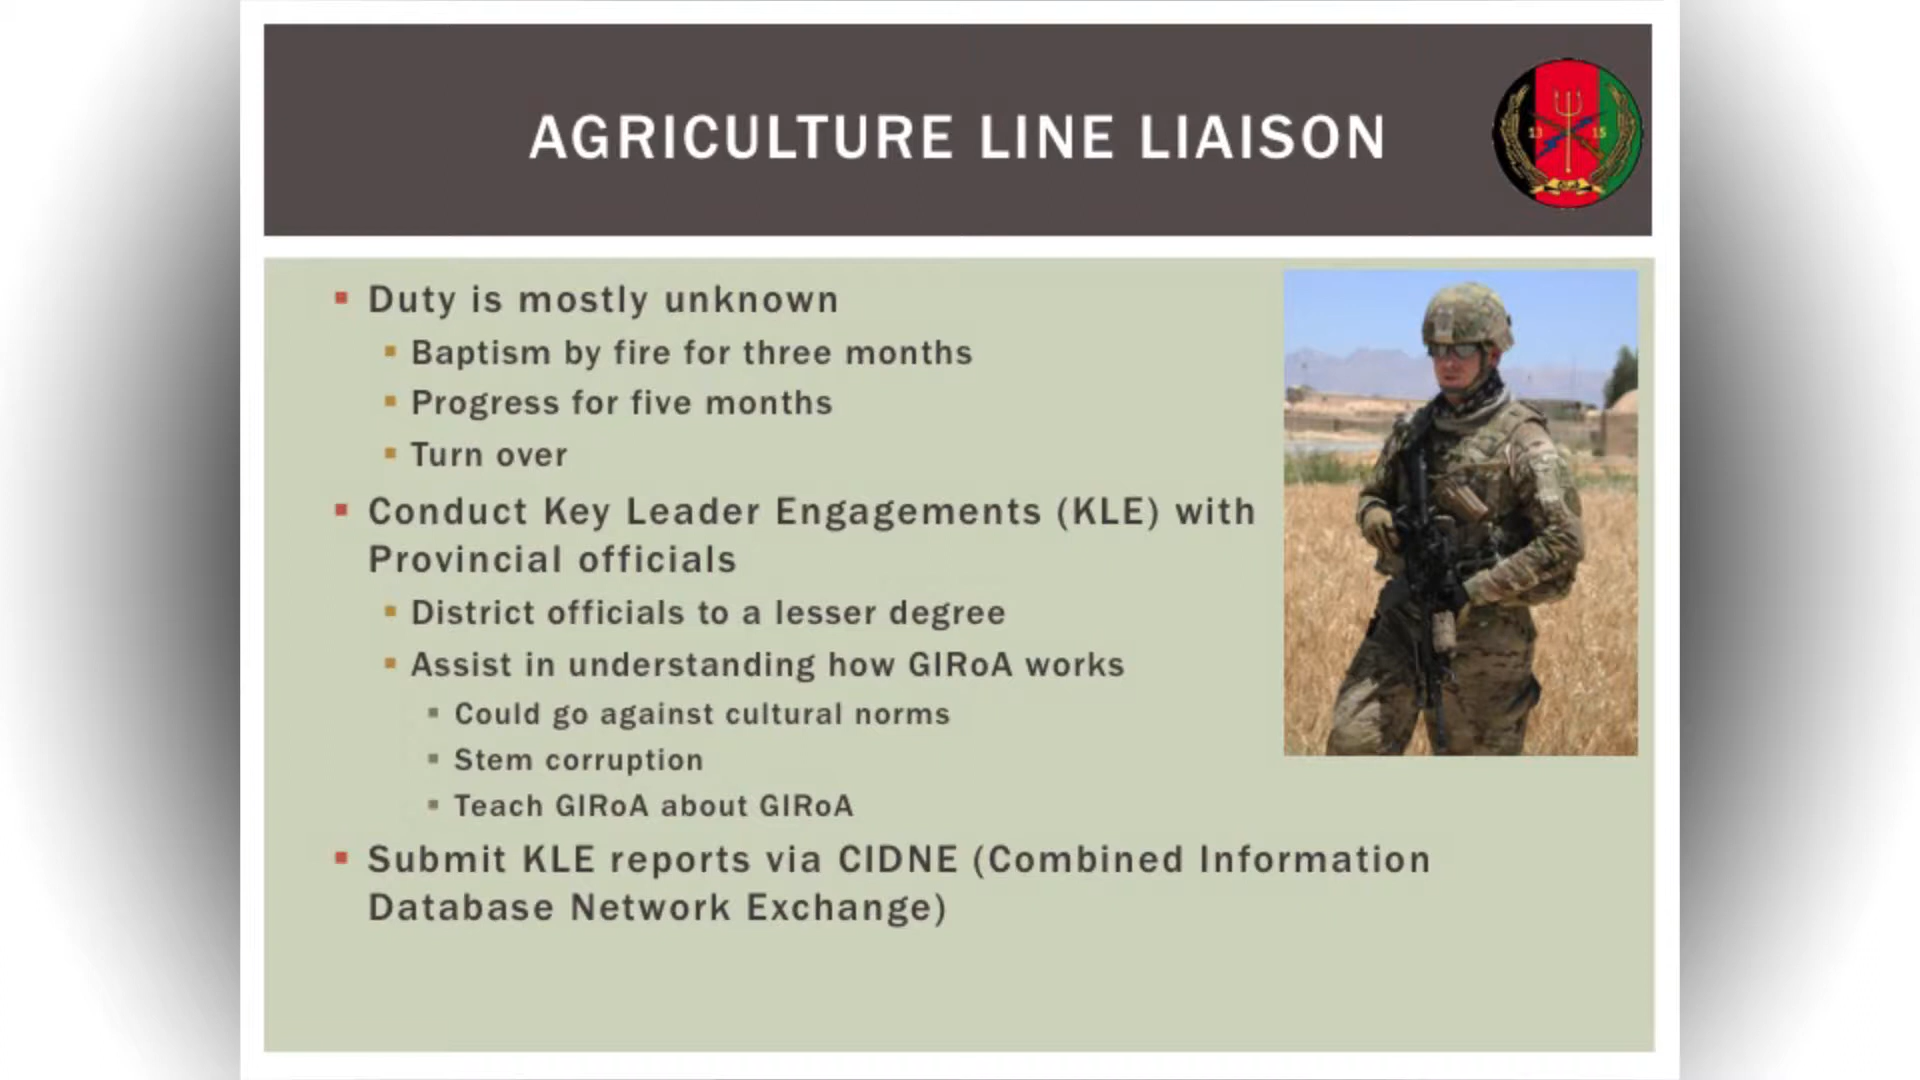 AGRICULTURE LINE LIAISON
13 15
Duty is mostly unknown
Baptism by fire for three months
Progress for five months
Turn over
Conduct Key Leader Engagements (KLE) with
Provincial officials
District officials to a lesser degree
Assist in understanding how GIRoA works
Could go against cultural norms
Stem corruption
Teach GIRoA about GIRoA
Submit KLE reports via CIDNE (Combined Information
Database Network Exchange)